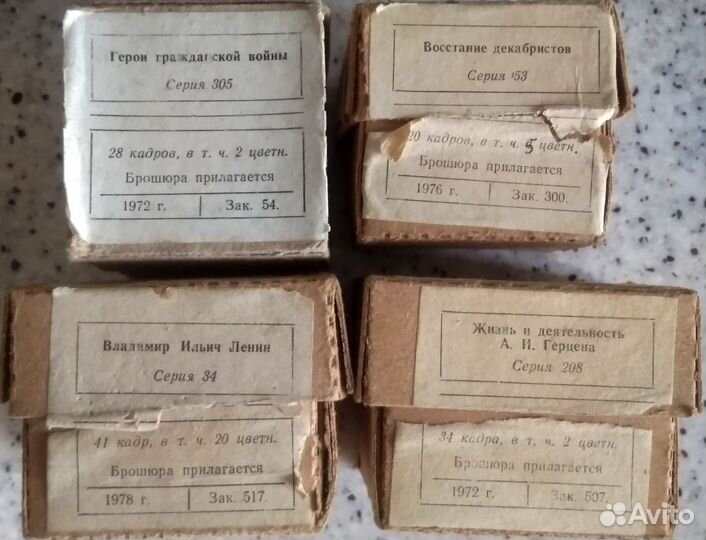 Герои гражданской войны
Серия 305
28 кадров, в т. ч. 2 цветн.
Брошюра прилагается
1972 г. Зак. 54.
Восстание декабристов
Серия 53
20 кадров, в т. ч. 5 цветн.
Брошюра прилагается
1976 г. Зак. 300.
Владимир Ильич Ленин
Серия 34
41 кадр, в т. ч. 20 цветн.
Брошюра прилагается
1978 г. Зак. 517.
Жизнь и деятельность
А. И. Герцена
Серия 208
34 кадра, в т. ч. 2 цветн.
Брошюра прилагается
1972 г. Зак. 507.
Avito